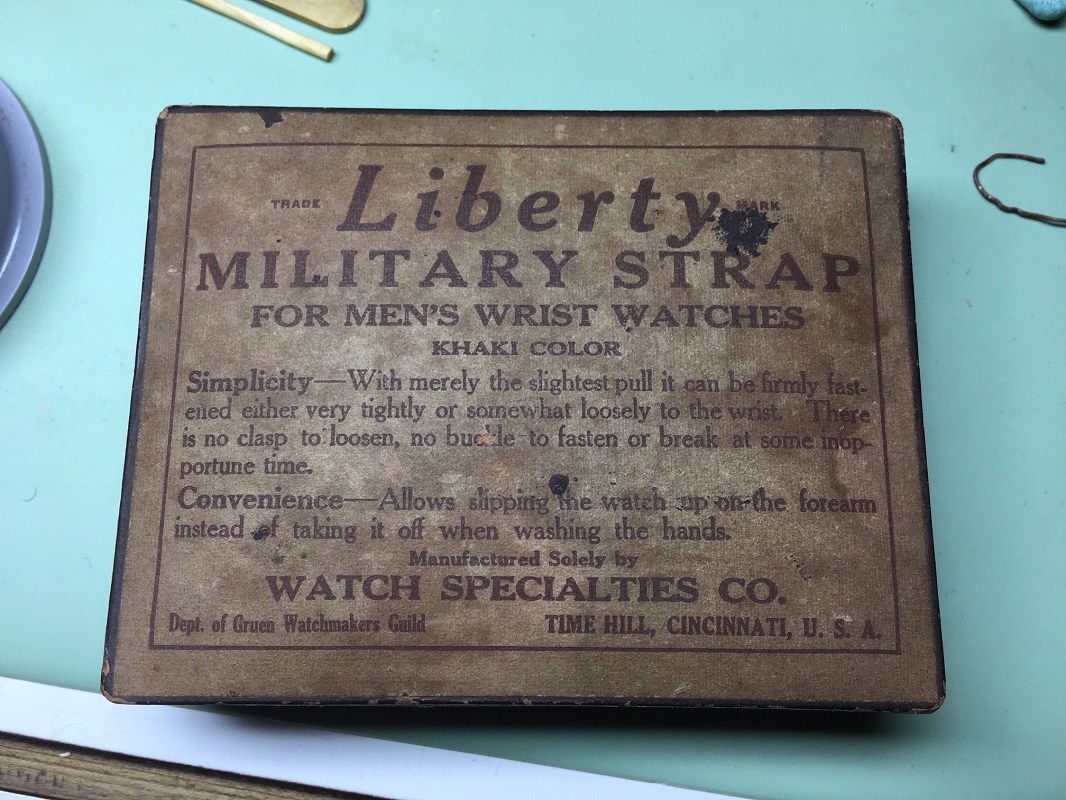 TRADE Liberty MARK
MILITARY STRAP
FOR MEN'S WRIST WATCHES
KHAKI COLOR
Simplicity—With merely the slightest pull it can be firmly fast-
ened either very tightly or somewhat loosely to the wrist. There
is no clasp to loosen, no buckle to fasten or break at some inop-
portune time.
Convenience—Allows slipping the watch up on the forearm
instead of taking it off when washing the hands.
Manufactured Solely by
WATCH SPECIALTIES CO.
Dept. of Gruen Watchmakers Guild TIME HILL, CINCINNATI, U. S. A.